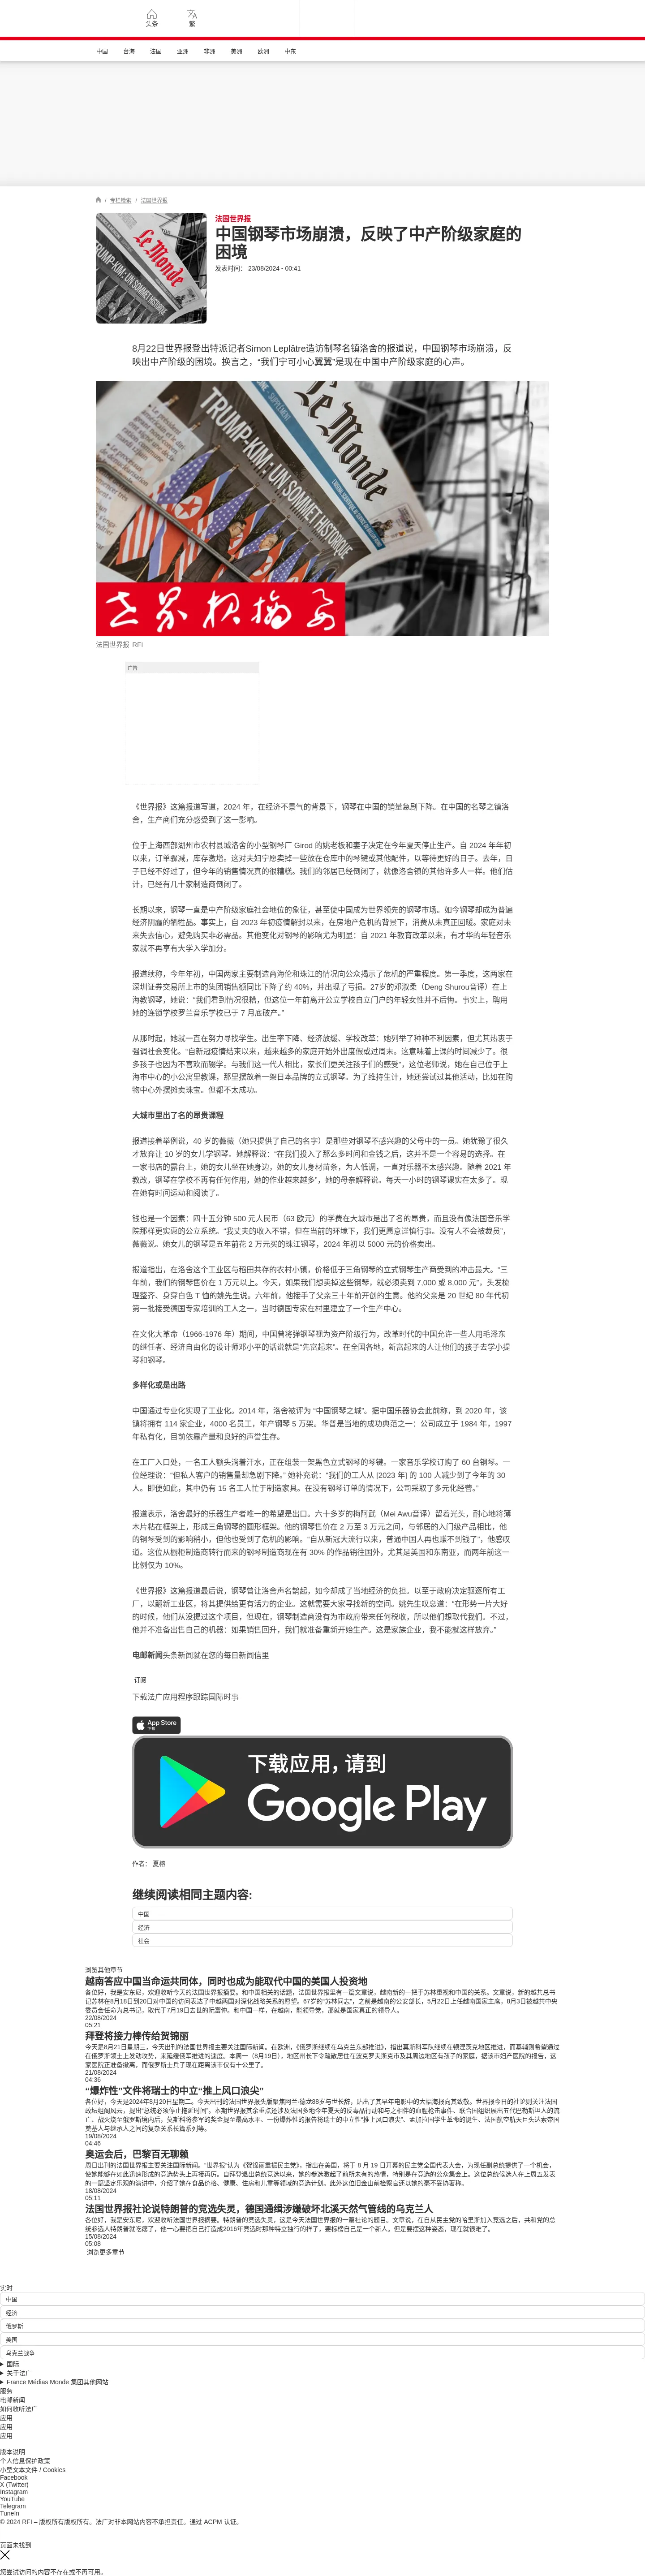 头条
繁
中国
台海
法国
亚洲
非洲
美洲
欧洲
中东
/ 专栏检索 / 法国世界报
法国世界报
中国钢琴市场崩溃，反映了中产阶级家庭的
困境
发表时间： 23/08/2024 - 00:41
8月22日世界报登出特派记者Simon Leplâtre造访制琴名镇洛舍的报道说，中国钢琴市场崩溃，反
映出中产阶级的困境。换言之，“我们宁可小心翼翼”是现在中国中产阶级家庭的心声。
Le Monde
TRUMP-KIM: UN SOMMET HISTORIQUE
世界报摘要
法国世界报 RFI
广告
《世界报》这篇报道写道，2024 年，在经济不景气的背景下，钢琴在中国的销量急剧下降。在中国的名琴之镇洛
舍，生产商们充分感受到了这一影响。
位于上海西部湖州市农村县城洛舍的小型钢琴厂 Girod 的姚老板和妻子决定在今年夏天停止生产。自 2024 年年初
以来，订单骤减，库存激增。这对夫妇宁愿卖掉一些放在仓库中的琴键或其他配件，以等待更好的日子。去年，日
子已经不好过了，但今年的销售情况真的很糟糕。我们的邻居已经倒闭了，就像洛舍镇的其他许多人一样。他们估
计，已经有几十家制造商倒闭了。
长期以来，钢琴一直是中产阶级家庭社会地位的象征，甚至使中国成为世界领先的钢琴市场。如今钢琴却成为普遍
经济阴霾的牺牲品。事实上，自 2023 年初疫情解封以来，在房地产危机的背景下，消费从未真正回暖。家庭对未
来失去信心，避免购买非必需品。其他变化对钢琴的影响尤为明显：自 2021 年教育改革以来，有才华的年轻音乐
家就不再享有大学入学加分。
报道续称，今年年初，中国两家主要制造商海伦和珠江的情况向公众揭示了危机的严重程度。第一季度，这两家在
深圳证券交易所上市的集团销售额同比下降了约 40%，并出现了亏损。27岁的邓淑柔（Deng Shurou音译）在上
海教钢琴，她说：“我们看到情况很糟，但这位一年前离开公立学校自立门户的年轻女性并不后悔。事实上，聘用
她的连锁学校罗兰音乐学校已于 7 月底破产。”
从那时起，她就一直在努力寻找学生。出生率下降、经济放缓、学校改革：她列举了种种不利因素，但尤其热衷于
强调社会变化。“自新冠疫情结束以来，越来越多的家庭开始外出度假或过周末。这意味着上课的时间减少了。很
多孩子也因为不喜欢而辍学。与我们这一代人相比，家长们更关注孩子们的感受”，这位老师说，她在自己位于上
海市中心的小公寓里教课，那里摆放着一架日本品牌的立式钢琴。为了维持生计，她还尝试过其他活动，比如在购
物中心外摆摊卖珠宝。但都不太成功。
大城市里出了名的昂贵课程
报道接着举例说，40 岁的薇薇（她只提供了自己的名字）是那些对钢琴不感兴趣的父母中的一员。她犹豫了很久
才放弃让 10 岁的女儿学钢琴。她解释说：“在我们投入了那么多时间和金钱之后，这并不是一个容易的选择。在
一家书店的露台上，她的女儿坐在她身边，她的女儿身材苗条，为人低调，一直对乐器不太感兴趣。随着 2021 年
教改，钢琴在学校不再有任何作用，她的作业越来越多”，她的母亲解释说。每天一小时的钢琴课实在太多了。现
在她有时间运动和阅读了。
钱也是一个因素：四十五分钟 500 元人民币（63 欧元）的学费在大城市是出了名的昂贵，而且没有像法国音乐学
院那样更实惠的公立系统。“我丈夫的收入不错，但在当前的环境下，我们更愿意谨慎行事。没有人不会被裁员”，
薇薇说。她女儿的钢琴是五年前花 2 万元买的珠江钢琴，2024 年初以 5000 元的价格卖出。
报道指出，在洛舍这个工业区与稻田共存的农村小镇，价格低于三角钢琴的立式钢琴生产商受到的冲击最大。“三
年前，我们的钢琴售价在 1 万元以上。今天，如果我们想卖掉这些钢琴，就必须卖到 7,000 或 8,000 元”，头发梳
理整齐、身穿白色 T 恤的姚先生说。六年前，他接手了父亲三十年前开创的生意。他的父亲是 20 世纪 80 年代初
第一批接受德国专家培训的工人之一，当时德国专家在村里建立了一个生产中心。
在文化大革命（1966-1976 年）期间，中国曾将弹钢琴视为资产阶级行为，改革时代的中国允许一些人用毛泽东
的继任者、经济自由化的设计师邓小平的话说就是“先富起来”。在全国各地，新富起来的人让他们的孩子去学小提
琴和钢琴。
多样化或是出路
中国通过专业化实现了工业化。2014 年，洛舍被评为 “中国钢琴之城”。据中国乐器协会此前称，到 2020 年，该
镇将拥有 114 家企业，4000 名员工，年产钢琴 5 万架。华普是当地的成功典范之一：公司成立于 1984 年，1997
年私有化，目前依靠产量和良好的声誉生存。
在工厂入口处，一名工人额头淌着汗水，正在组装一架黑色立式钢琴的琴键。一家音乐学校订购了 60 台钢琴。一
位经理说：“但私人客户的销售量却急剧下降。” 她补充说：“我们的工人从 [2023 年] 的 100 人减少到了今年的 30
人。即便如此，其中仍有 15 名工人忙于制造家具。在没有钢琴订单的情况下，公司采取了多元化经营。”
报道表示，洛舍最好的乐器生产者唯一的希望是出口。六十多岁的梅阿武（Mei Awu音译）留着光头，耐心地将薄
木片粘在框架上，形成三角钢琴的圆形框架。他的钢琴售价在 2 万至 3 万元之间，与邻居的入门级产品相比，他
的钢琴受到的影响稍小，但他也受到了危机的影响。“自从新冠大流行以来，普通中国人再也赚不到钱了”，他感叹
道。这位从橱柜制造商转行而来的钢琴制造商现在有 30% 的作品销往国外，尤其是美国和东南亚，而两年前这一
比例仅为 10%。
《世界报》这篇报道最后说，钢琴曾让洛舍声名鹊起，如今却成了当地经济的负担。以至于政府决定驱逐所有工
厂，以翻新工业区，将其提供给更有活力的企业。这就需要大家寻找新的空间。姚先生叹息道：“在形势一片大好
的时候，他们从没提过这个项目，但现在，钢琴制造商没有为市政府带来任何税收，所以他们想取代我们。不过，
他并不准备出售自己的机器：如果销售回升，我们就准备重新开始生产。这是家族企业，我不能就这样放弃。”
电邮新闻头条新闻就在您的每日新闻信里
订阅
下载法广应用程序跟踪国际时事
App Store
下载
下载应用，请到
Google Play
作者： 夏榕
继续阅读相同主题内容:
中国
经济
社会
浏览其他章节
越南答应中国当命运共同体，同时也成为能取代中国的美国人投资地
各位好，我是安东尼，欢迎收听今天的法国世界报摘要。和中国相关的话题，法国世界报里有一篇文章说，越南新的一把手苏林重视和中国的关系。文章说，新的越共总书
记苏林在8月18日到20日对中国的访问表达了中越两国对深化战略关系的愿望。67岁的“苏林同志”，之前是越南的公安部长，5月22日上任越南国家主席，8月3日被越共中央
委员会任命为总书记，取代于7月19日去世的阮富仲。和中国一样，在越南，能领导党，那就是国家真正的领导人。
22/08/2024
05:21
拜登将接力棒传给贺锦丽
今天是8月21日星期三，今天出刊的法国世界报主要关注国际新闻。在欧洲，《俄罗斯继续在乌克兰东部推进》，指出莫斯科军队继续在顿涅茨克地区推进，而基辅则希望通过
在俄罗斯领土上发动攻势，来延缓俄军推进的速度。本周一（8月19日），地区州长下令疏散居住在波克罗夫斯克市及其周边地区有孩子的家庭，据该市妇产医院的报告，这
家医院正准备撤离，而俄罗斯士兵子现在距离该市仅有十公里了。
21/08/2024
04:36
“爆炸性”文件将瑞士的中立“推上风口浪尖”
各位好，今天是2024年8月20日星期二。今天出刊的法国世界报头版聚焦阿兰·德龙88岁与世长辞，贴出了其早年电影中的大幅海报向其致敬。世界报今日的社论则关注法国
政坛组阁风云，提出“总统必须停止拖延时间”。本期世界报其余重点还涉及法国多地今年夏天的反毒品行动和与之相伴的血腥枪击事件、联合国组织展出五代巴勒斯坦人的流
亡、战火烧至俄罗斯境内后，莫斯科将参军的奖金提至最高水平、一份爆炸性的报告将瑞士的中立性”推上风口浪尖“、孟加拉国学生革命的诞生、法国航空航天巨头达索帝国
奠基人与继承人之间的复杂关系长篇系列等。
19/08/2024
04:46
奥运会后，巴黎百无聊赖
周日出刊的法国世界报主要关注国际新闻。“世界报”认为《贺锦丽重振民主党》，指出在美国，将于 8 月 19 日开幕的民主党全国代表大会，为现任副总统提供了一个机会，
使她能够在如此迅速形成的竞选势头上再接再厉。自拜登退出总统竞选以来，她的参选激起了前所未有的热情，特别是在竞选的公众集会上。这位总统候选人在上周五发表
的一篇坚定乐观的演讲中，介绍了她在食品价格、健康、住房和儿童等领域的竞选计划。此外这位旧金山前检察官还以她的毫不妥协著称。
18/08/2024
05:11
法国世界报社论说特朗普的竞选失灵，德国通缉涉嫌破坏北溪天然气管线的乌克兰人
各位好，我是安东尼，欢迎收听法国世界报摘要。特朗普的竞选失灵，这是今天法国世界报的一篇社论的题目。文章说，在自从民主党的哈里斯加入竞选之后，共和党的总
统参选人特朗普就吃瘪了，他一心要把自己打造成2016年竞选时那种特立独行的样子，要标榜自己是一个新人。但是要摆这种姿态，现在就很难了。
15/08/2024
05:08
浏览更多章节
实时
中国
经济
俄罗斯
美国
乌克兰战争
国际
关于法广
France Médias Monde 集团其他网站
服务
电邮新闻
如何收听法广
应用
应用
应用
版本说明
个人信息保护政策
小型文本文件 / Cookies
Facebook
X (Twitter)
Instagram
YouTube
Telegram
TuneIn
© 2024 RFI – 版权所有版权所有。法广对非本网站内容不承担责任。通过 ACPM 认证。
页面未找到
您尝试访问的内容不存在或不再可用。